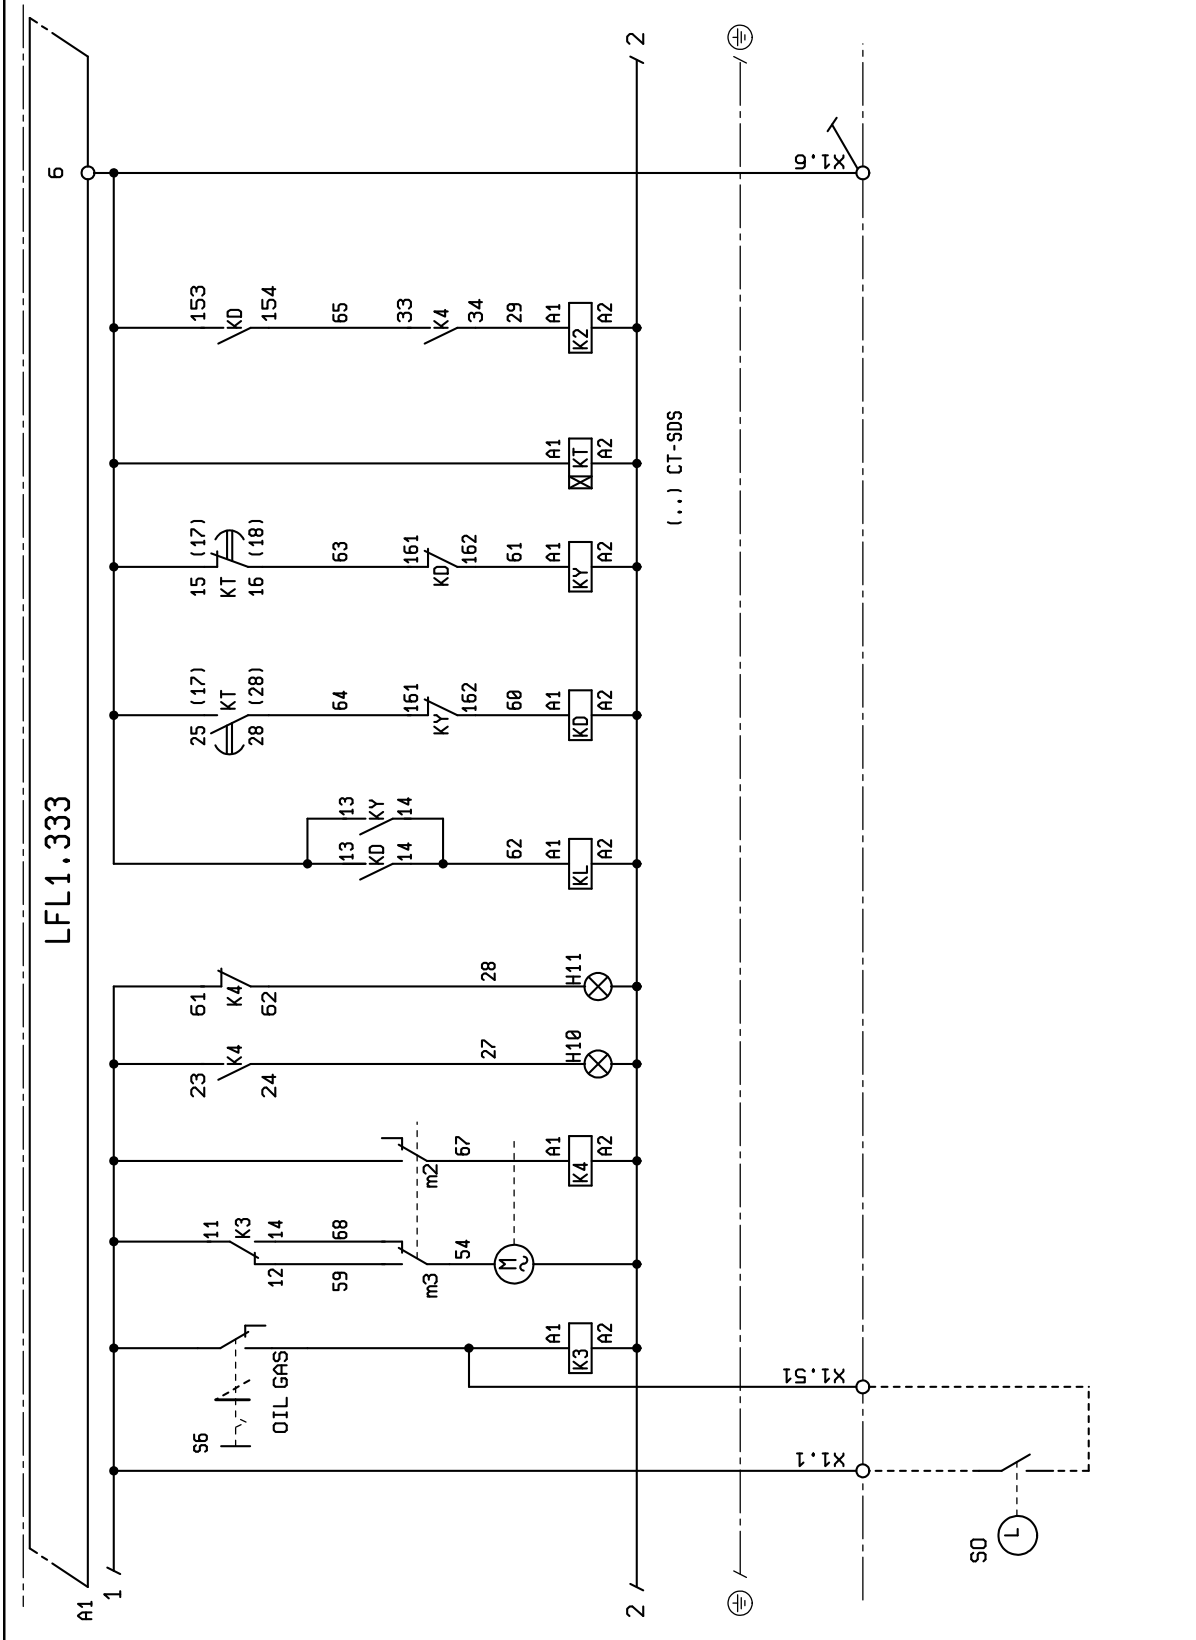 A1
LFL1.333
6
1
1
S6
OIL GAS
A1
K3
A2
X1.1
X1.51
S0
L
11
K3
12
14
59
68
m3
54
M
m2
67
A1
K4
A2
23
K4
24
27
H10
61
K4
62
28
H11
13
KD
14
13
KY
14
62
A1
KL
A2
25
(17)
KT
28
(28)
64
161
KY
162
60
A1
KD
A2
15
(17)
KT
16
(18)
63
161
KD
162
61
A1
KY
A2
A1
KT
A2
(..) CT-SDS
153
KD
154
65
33
K4
34
29
A1
K2
A2
X1.6
2
2